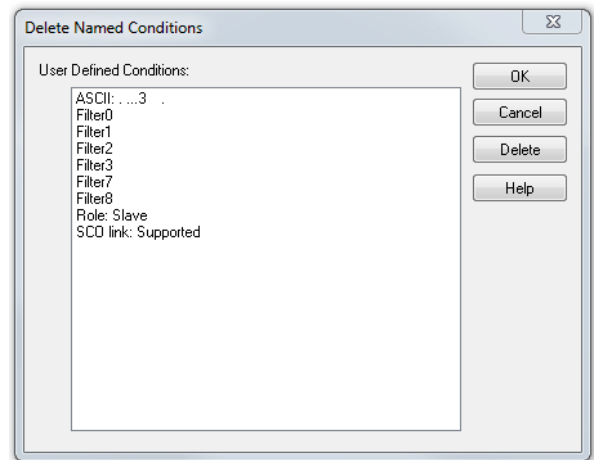 Delete Named Conditions
User Defined Conditions:
OK
Cancel
Delete
Help
ASCII: . ...3 .
Filter0
Filter1
Filter2
Filter3
Filter7
Filter8
Role: Slave
SCO link: Supported